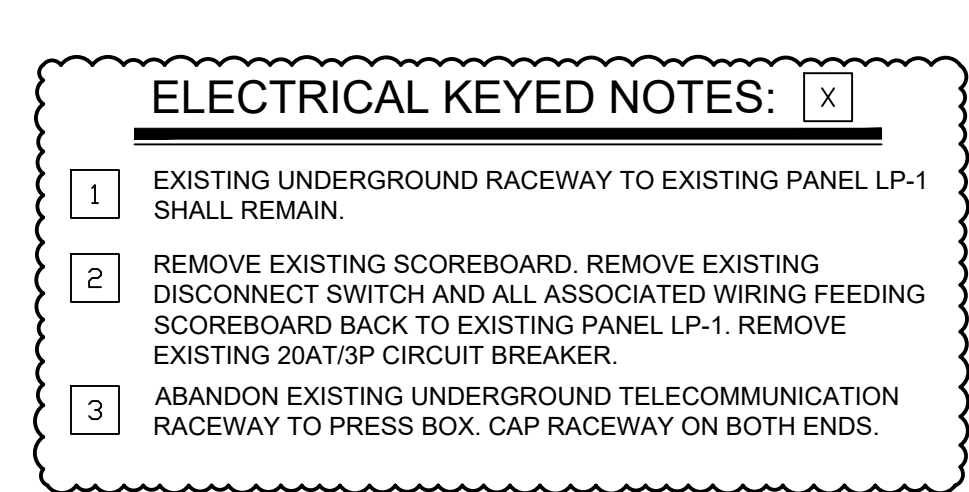 ELECTRICAL KEYED NOTES: X
1 EXISTING UNDERGROUND RACEWAY TO EXISTING PANEL LP-1
SHALL REMAIN.
2 REMOVE EXISTING SCOREBOARD. REMOVE EXISTING
DISCONNECT SWITCH AND ALL ASSOCIATED WIRING FEEDING
SCOREBOARD BACK TO EXISTING PANEL LP-1. REMOVE
EXISTING 20AT/3P CIRCUIT BREAKER.
3 ABANDON EXISTING UNDERGROUND TELECOMMUNICATION
RACEWAY TO PRESS BOX. CAP RACEWAY ON BOTH ENDS.